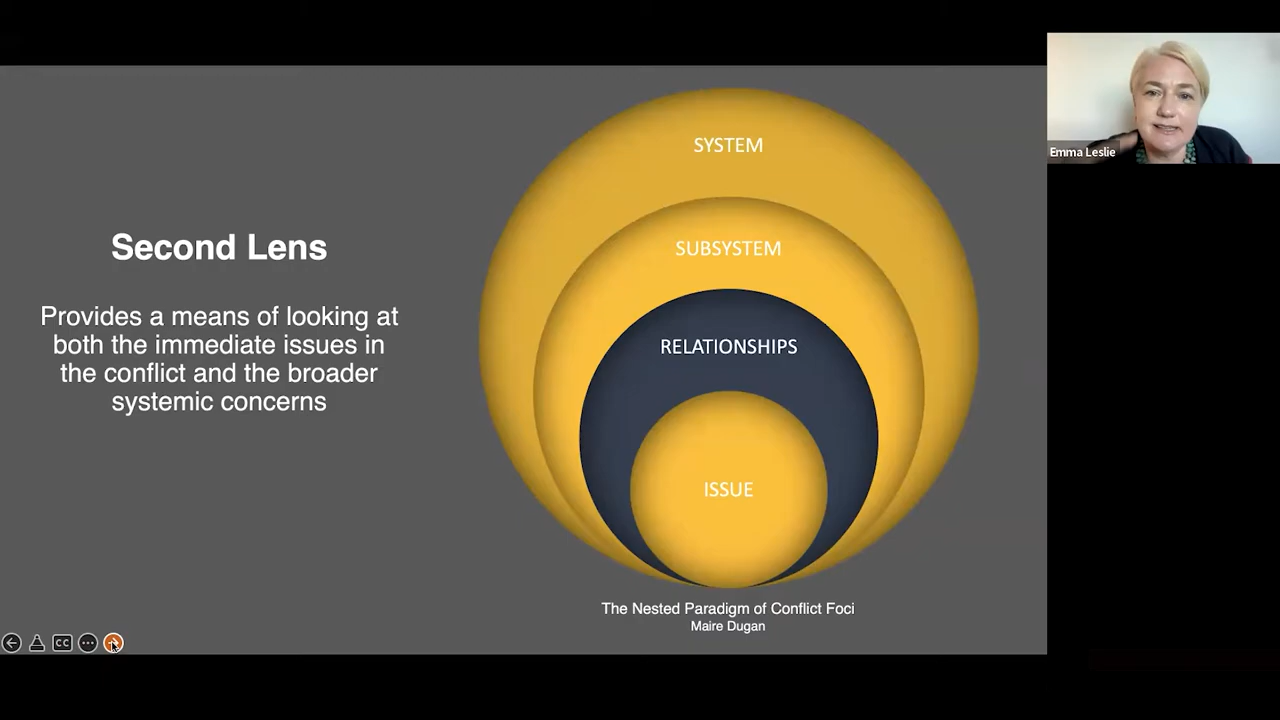 Second Lens
Provides a means of looking at
both the immediate issues in
the conflict and the broader
systemic concerns
SYSTEM
SUBSYSTEM
RELATIONSHIPS
ISSUE
The Nested Paradigm of Conflict Foci
Maire Dugan
Emma Leslie
CC